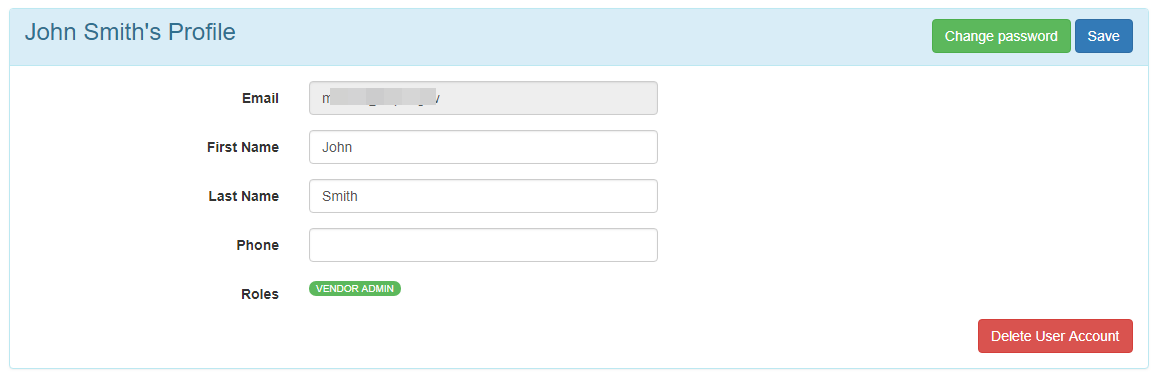 John Smith's Profile
Change password Save
Email
First Name John
Last Name Smith
Phone
Roles VENDOR ADMIN
Delete User Account